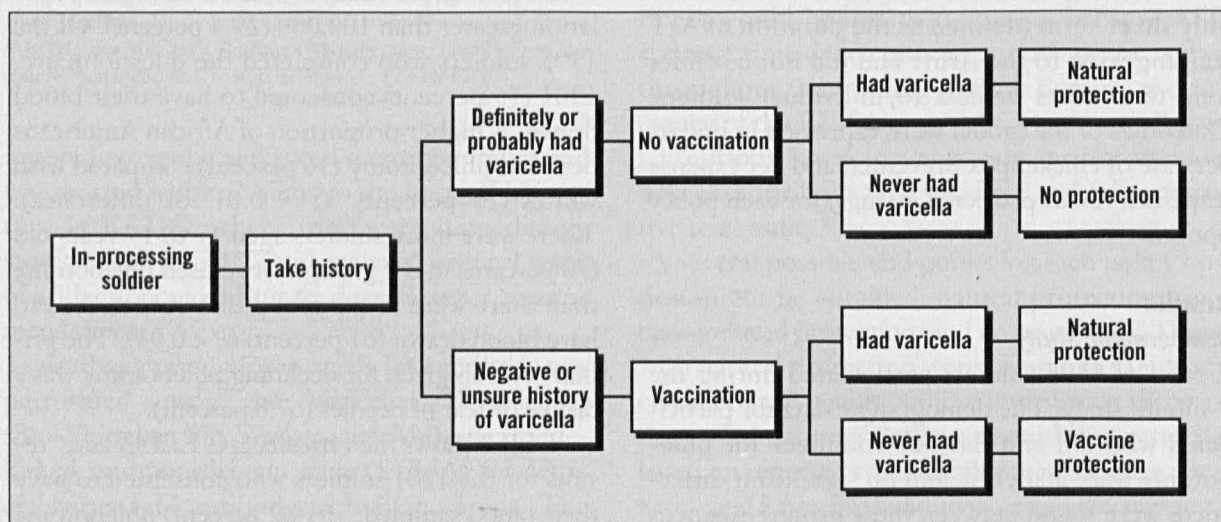 In-processing
soldier
Take history
Definitely or
probably had
varicella
No vaccination
Had varicella
Natural
protection
Never had
varicella
No protection
Negative or
unsure history
of varicella
Vaccination
Had varicella
Natural
protection
Never had
varicella
Vaccine
protection